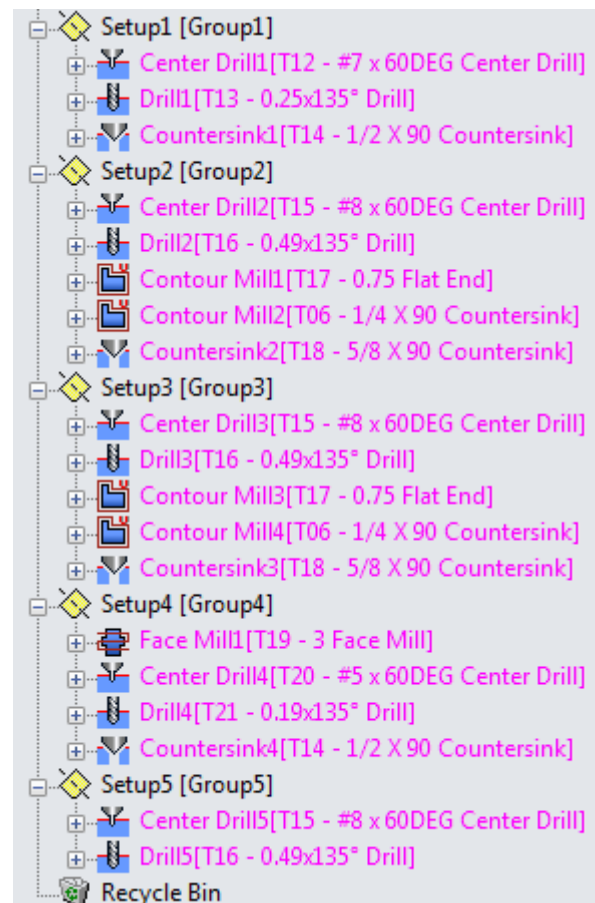 Setup1 [Group1]
Center Drill1[T12 - #7 x 60DEG Center Drill]
Drill1[T13 - 0.25x135° Drill]
Countersink1[T14 - 1/2 X 90 Countersink]
Setup2 [Group2]
Center Drill2[T15 - #8 x 60DEG Center Drill]
Drill2[T16 - 0.49x135° Drill]
Contour Mill1[T17 - 0.75 Flat End]
Contour Mill2[T06 - 1/4 X 90 Countersink]
Countersink2[T18 - 5/8 X 90 Countersink]
Setup3 [Group3]
Center Drill3[T15 - #8 x 60DEG Center Drill]
Drill3[T16 - 0.49x135° Drill]
Contour Mill3[T17 - 0.75 Flat End]
Contour Mill4[T06 - 1/4 X 90 Countersink]
Countersink3[T18 - 5/8 X 90 Countersink]
Setup4 [Group4]
Face Mill1[T19 - 3 Face Mill]
Center Drill4[T20 - #5 x 60DEG Center Drill]
Drill4[T21 - 0.19x135° Drill]
Countersink4[T14 - 1/2 X 90 Countersink]
Setup5 [Group5]
Center Drill5[T15 - #8 x 60DEG Center Drill]
Drill5[T16 - 0.49x135° Drill]
Recycle Bin